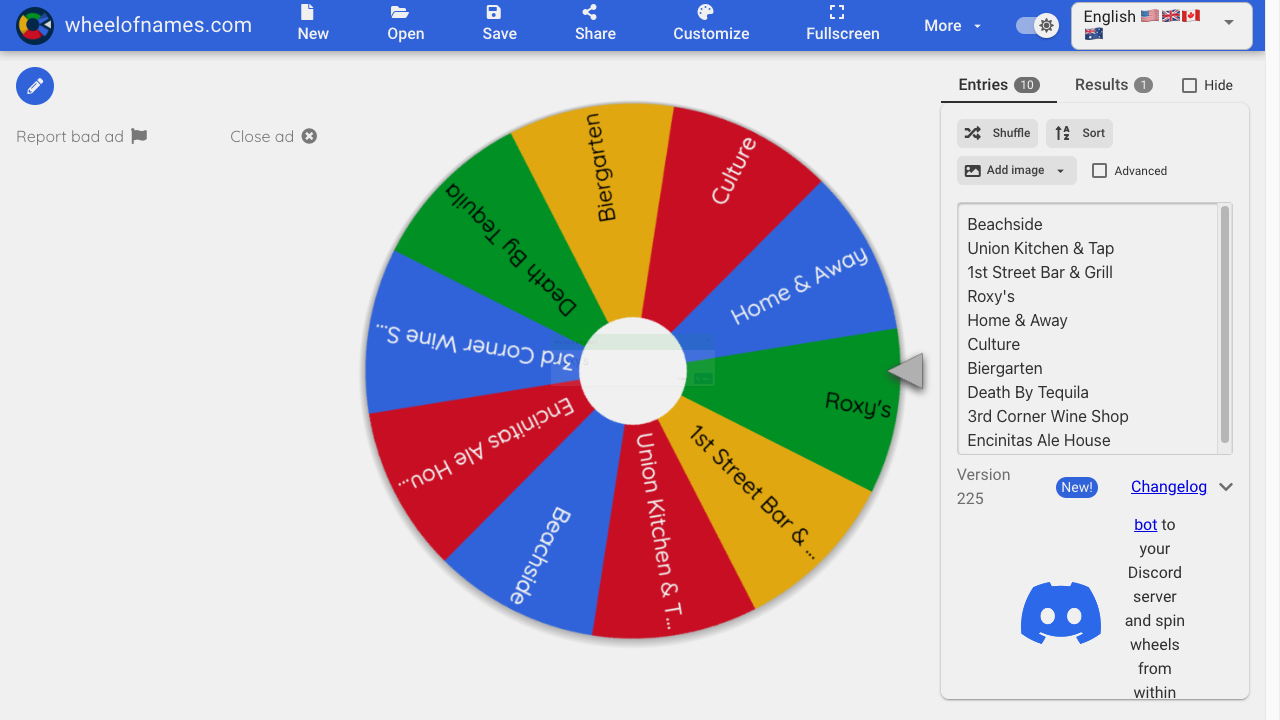 wheelofnames.com
New
Open
Save
Share
Customize
Fullscreen
More
English 🇺🇸🇬🇧🇨🇦
🇦🇺
Report bad ad
Close ad
Biergarten
Culture
Home & Away
Roxy's
1st Street Bar & ...
Union Kitchen & T...
Beachside
Encinitas Ale Hou...
3rd Corner Wine S...
Death By Tequila
Entries 10
Results 1
Hide
Shuffle
Sort
Add image
Advanced
Beachside
Union Kitchen & Tap
1st Street Bar & Grill
Roxy's
Home & Away
Culture
Biergarten
Death By Tequila
3rd Corner Wine Shop
Encinitas Ale House
Version
225
New!
Changelog
bot to
your
Discord
server
and spin
wheels
from
within